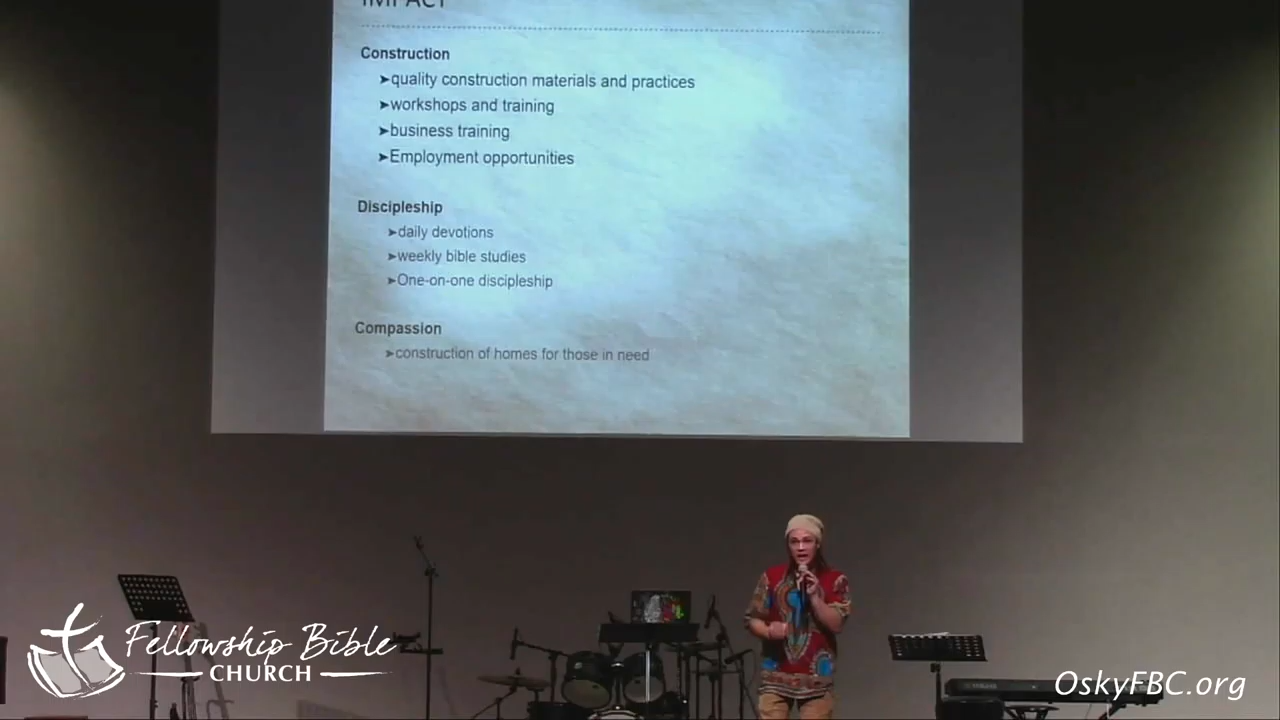 IMPACT
Construction
➤quality construction materials and practices
➤workshops and training
➤business training
➤Employment opportunities
Discipleship
➤daily devotions
➤weekly bible studies
➤One-on-one discipleship
Compassion
➤construction of homes for those in need
Fellowship Bible
CHURCH
OskyFBC.org